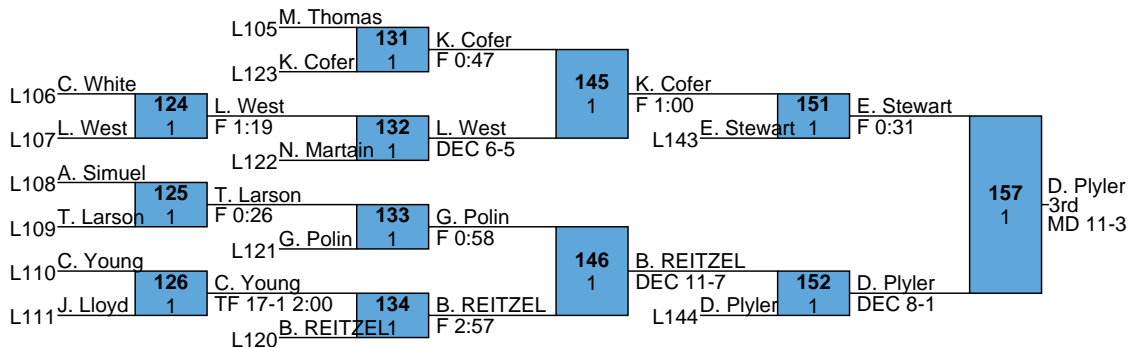 M. Thomas
L105
131
1
K. Cofer
F 0:47
K. Cofer
L123
C. White
L106
124
1
L. West
F 1:19
L. West
L107
132
1
L. West
DEC 6-5
N. Martain
L122
145
1
K. Cofer
F 1:00
151
1
E. Stewart
F 0:31
E. Stewart
L143
A. Simuel
L108
125
1
T. Larson
F 0:26
T. Larson
L109
133
1
G. Polin
F 0:58
G. Polin
L121
C. Young
L110
126
1
C. Young
TF 17-1 2:00
J. Lloyd
L111
134
1
B. REITZEL
F 2:57
B. REITZEL
L120
146
1
B. REITZEL
DEC 11-7
152
1
D. Plyler
DEC 8-1
D. Plyler
L144
157
1
D. Plyler
3rd
MD 11-3